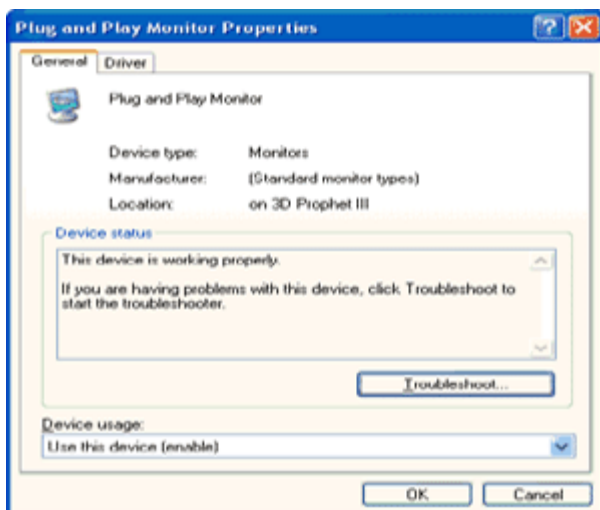 Plug and Play Monitor Properties
General Driver
Plug and Play Monitor
Device type: Monitors
Manufacturer: (Standard monitor types)
Location: on 3D Prophet III
Device status
This device is working properly.
If you are having problems with this device, click Troubleshoot to
start the troubleshooter.
Troubleshoot...
Device usage:
Use this device (enable)
OK Cancel